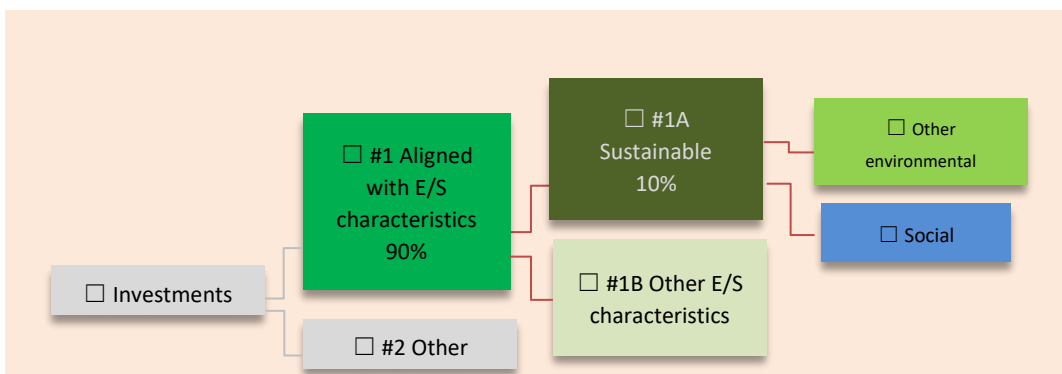 ☐ Investments
☐ #1 Aligned
with E/S
characteristics
90%
☐ #2 Other
☐ #1A
Sustainable
10%
☐ #1B Other E/S
characteristics
☐ Other
environmental
☐ Social